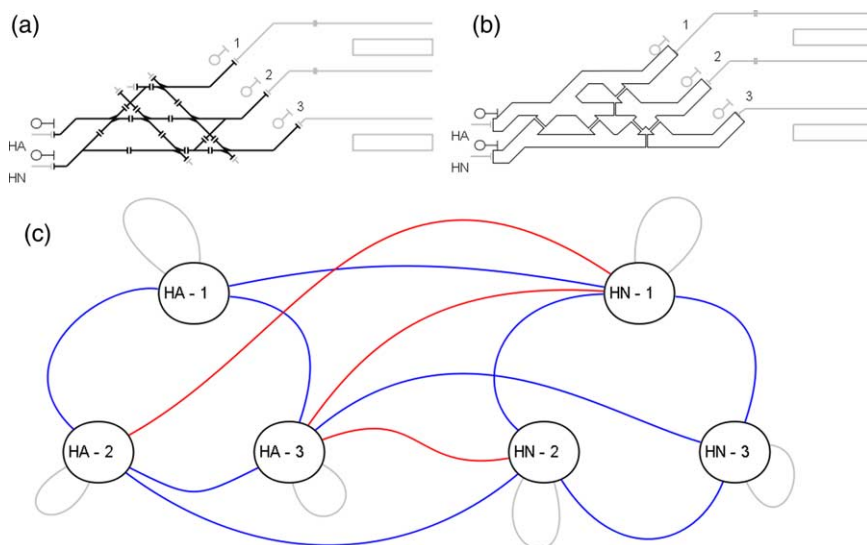 (a)
1
2
3
HA
HN
(b)
1
2
3
HA
HN
(c)
HA - 1
HN - 1
HA - 2
HA - 3
HN - 2
HN - 3